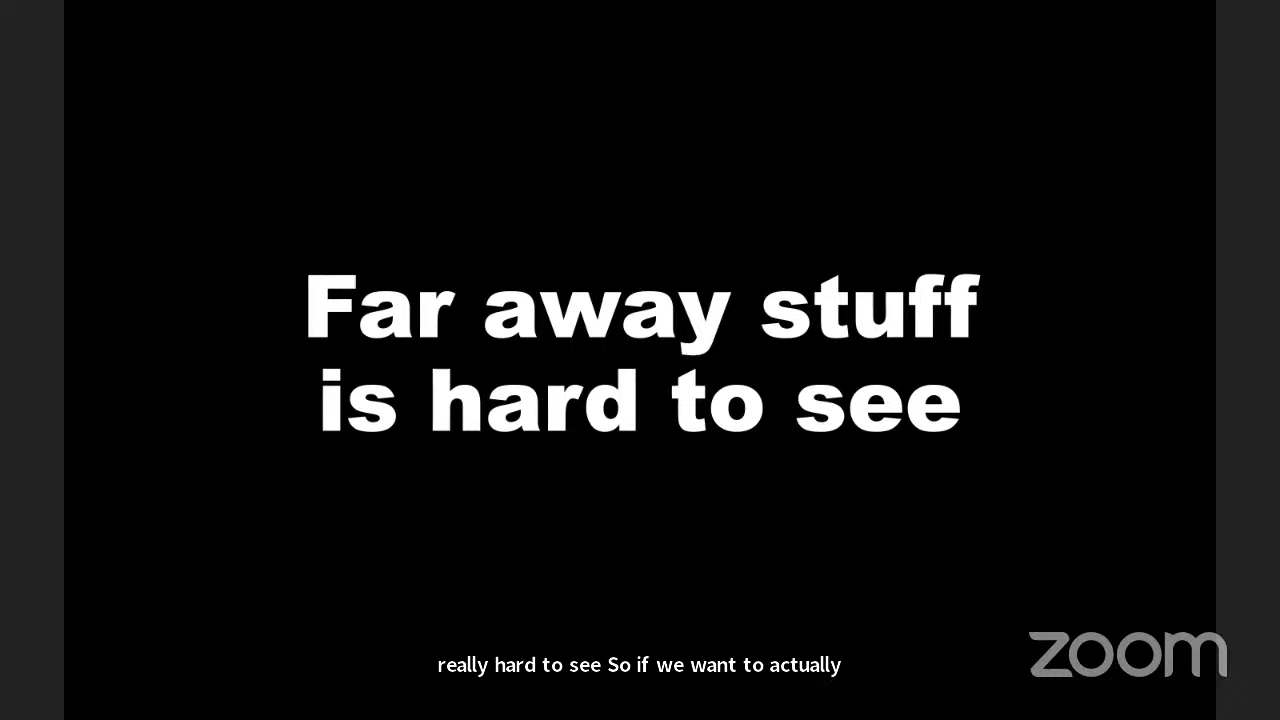 Far away stuff
is hard to see
really hard to see So if we want to actually
zoom